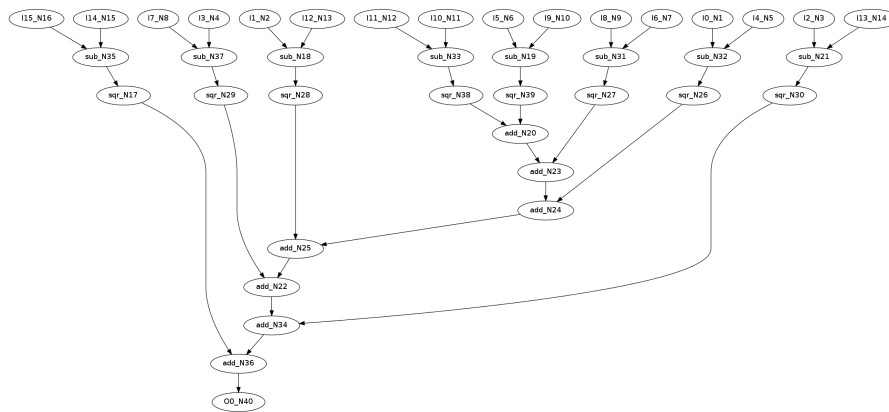 I15_N16 I14_N15 I7_N8 I3_N4 I1_N2 I12_N13 I11_N12 I10_N11 I5_N6 I9_N10 I8_N9 I6_N7 I0_N1 I4_N5 I2_N3 I13_N14
sub_N35 sub_N37 sub_N18 sub_N33 sub_N19 sub_N31 sub_N32 sub_N21
sqr_N17 sqr_N29 sqr_N28 sqr_N38 sqr_N39 sqr_N27 sqr_N26 sqr_N30
add_N20
add_N23
add_N24
add_N25
add_N22
add_N34
add_N36
O0_N40